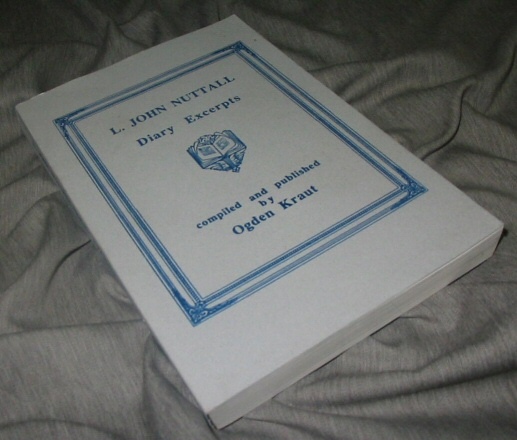 L. JOHN NUTTALL
Diary Excerpts
compiled and published
by
Ogden Kraut